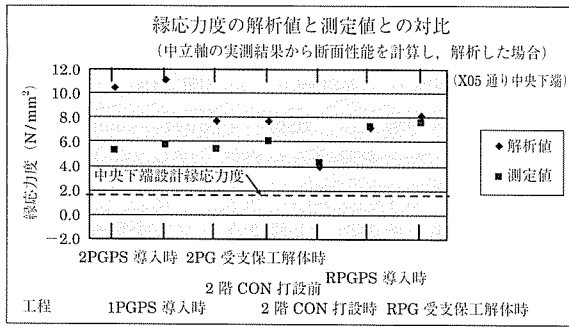 縁応力度の解析値と測定値との対比
(中立軸の実測結果から断面性能を計算し，解析した場合)
(X05 通り中央下端)
縁応力度 (N/mm²)
12.0
10.0
8.0
6.0
4.0
2.0
0.0
−2.0
解析値
測定値
中央下端設計縁応力度
2PGPS 導入時 2PG 受支保工解体時
RPGPS 導入時
2 階 CON 打設前
工程 1PGPS 導入時 2 階 CON 打設時 RPG 受支保工解体時